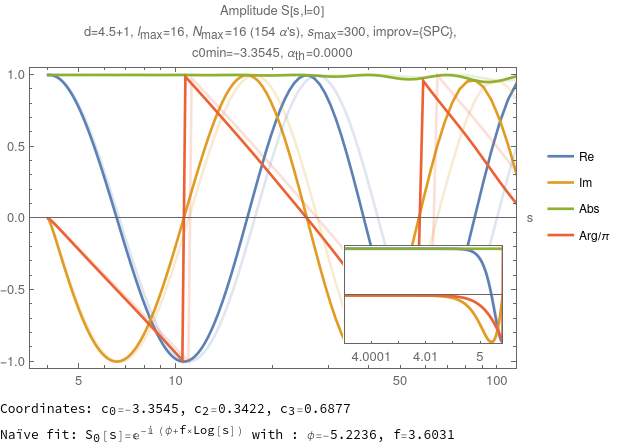 Amplitude S[s,l=0]
d=4.5+1, lmax=16, Nmax=16 (154 α's), smax=300, improv={SPC},
c0min=-3.3545, αth=0.0000
1.0
0.5
0.0
-0.5
-1.0
5
10
50
100
s
4.0001
4.01
5
Re
Im
Abs
Arg/π
Coordinates: c0=-3.3545, c2=0.3422, c3=0.6877
Naïve fit: S0[s]=e^-i (ϕ+f×Log[s]) with : ϕ=-5.2236, f=3.6031